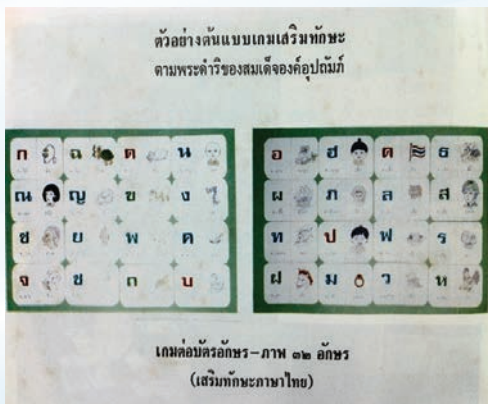 ตัวอย่างต้นแบบเกมเสริมทักษะ
ตามพระดำริของสมเด็จองค์อุปถัมภ์
ก ฉ ด น
ณ ญ ข ง
ช ย พ ค
จ ซ ถ บ
อ ฮ ต ธ
ผ ภ ล ส
ท ป ฟ ร
ฝ ม ว ห
เกมต่อบัตรอักษร-ภาพ ๓๒ อักษร
(เสริมทักษะภาษาไทย)